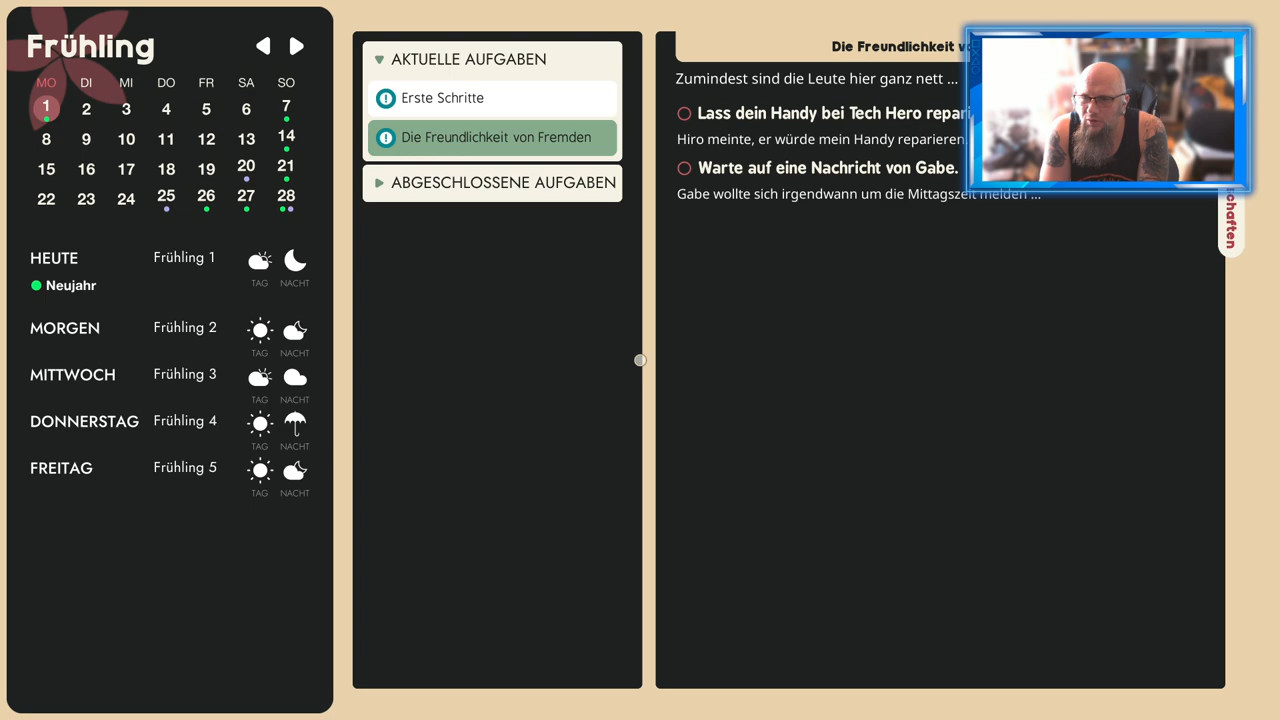 Frühling
MO DI MI DO FR SA SO
1 2 3 4 5 6 7
8 9 10 11 12 13 14
15 16 17 18 19 20 21
22 23 24 25 26 27 28
HEUTE Frühling 1
TAG NACHT
Neujahr
MORGEN Frühling 2
TAG NACHT
MITTWOCH Frühling 3
TAG NACHT
DONNERSTAG Frühling 4
TAG NACHT
FREITAG Frühling 5
TAG NACHT
AKTUELLE AUFGABEN
Erste Schritte
Die Freundlichkeit von Fremden
ABGESCHLOSSENE AUFGABEN
Die Freundlichkeit
Zumindest sind die Leute hier ganz nett ...
Lass dein Handy bei Tech Hero
Hiro meinte, er würde mein Handy reparieren.
Warte auf eine Nachricht von Gabe.
Gabe wollte sich irgendwann um die Mittagszeit melden ...
chaften